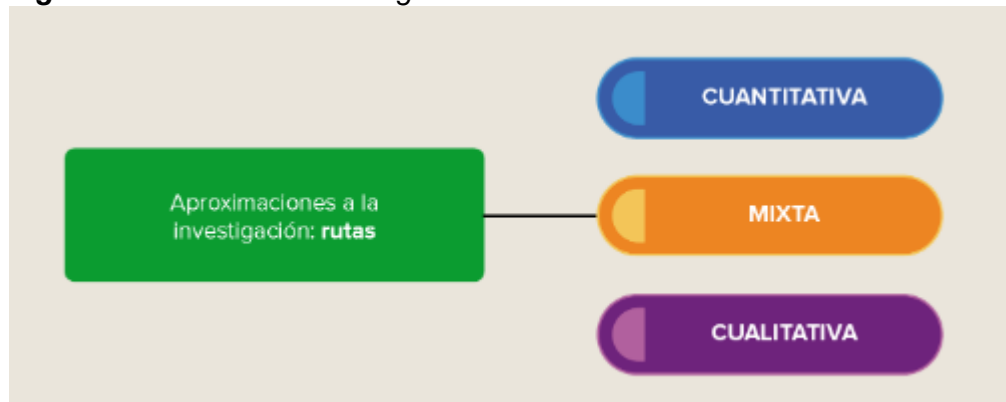 Aproximaciones a la
investigación: rutas
CUANTITATIVA
MIXTA
CUALITATIVA